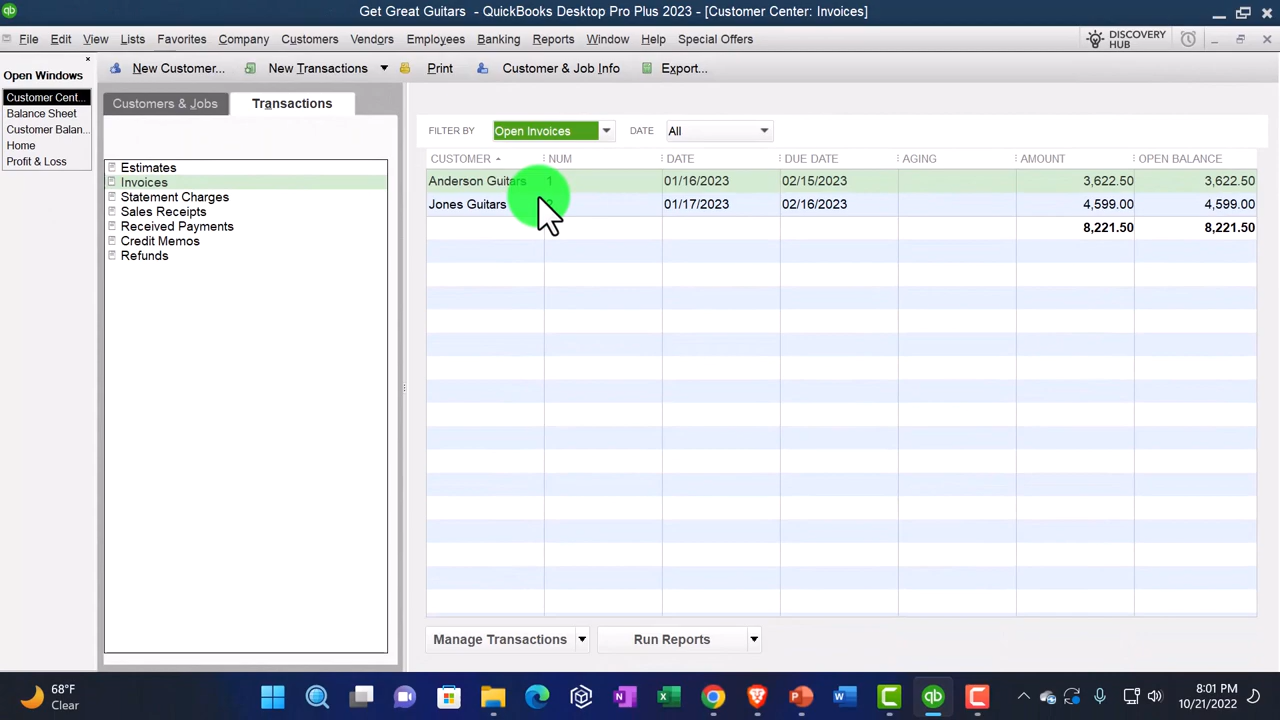 Get Great Guitars - QuickBooks Desktop Pro Plus 2023 - [Customer Center: Invoices]
File Edit View Lists Favorites Company Customers Vendors Employees Banking Reports Window Help Special Offers DISCOVERY HUB
Open Windows
Customer Cent...
Balance Sheet
Customer Balan...
Home
Profit & Loss
New Customer... New Transactions Print Customer & Job Info Export...
Customers & Jobs Transactions
Estimates
Invoices
Statement Charges
Sales Receipts
Received Payments
Credit Memos
Refunds
FILTER BY Open Invoices DATE All
CUSTOMER NUM DATE DUE DATE AGING AMOUNT OPEN BALANCE
Anderson Guitars 1 01/16/2023 02/15/2023 3,622.50 3,622.50
Jones Guitars 01/17/2023 02/16/2023 4,599.00 4,599.00
8,221.50 8,221.50
Manage Transactions Run Reports
68°F
Clear
8:01 PM
10/21/2022